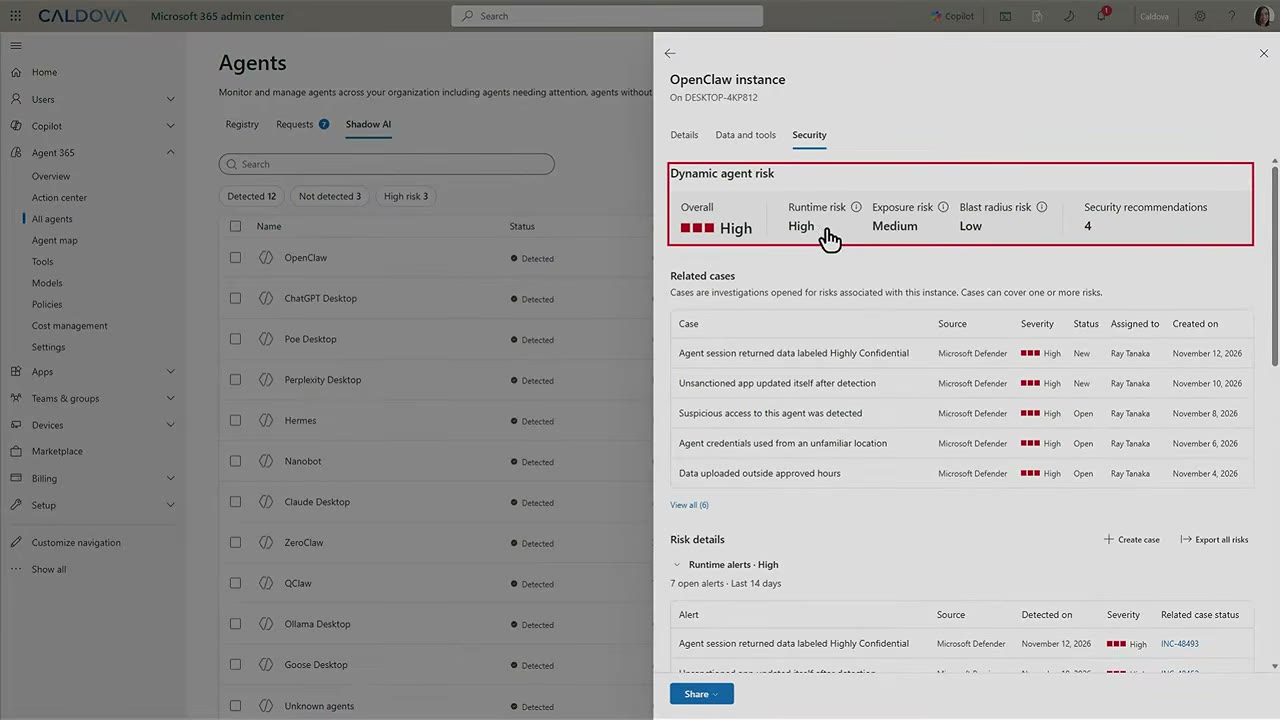 CALDOVA Microsoft 365 admin center Search Copilot 1 Caldova ?
Home
Users
Copilot
Agent 365
Overview
Action center
All agents
Agent map
Tools
Models
Policies
Cost management
Settings
Apps
Teams & groups
Devices
Marketplace
Billing
Setup
Customize navigation
Show all
Agents
Monitor and manage agents across your organization including agents needing attention, agents without
Registry Requests 7 Shadow AI
Search
Detected 12 Not detected 3 High risk 3
Name Status
OpenClaw Detected
ChatGPT Desktop Detected
Poe Desktop Detected
Perplexity Desktop Detected
Hermes Detected
Nanobot Detected
Claude Desktop Detected
ZeroClaw Detected
QClaw Detected
Ollama Desktop Detected
Goose Desktop Detected
Unknown agents Detected
OpenClaw instance
On DESKTOP-4KP812
Details Data and tools Security
Dynamic agent risk
Overall Runtime risk Exposure risk Blast radius risk Security recommendations
High High Medium Low 4
Related cases
Cases are investigations opened for risks associated with this instance. Cases can cover one or more risks.
Case Source Severity Status Assigned to Created on
Agent session returned data labeled Highly Confidential Microsoft Defender High New Ray Tanaka November 12, 2026
Unsanctioned app updated itself after detection Microsoft Defender High New Ray Tanaka November 10, 2026
Suspicious access to this agent was detected Microsoft Defender High Open Ray Tanaka November 8, 2026
Agent credentials used from an unfamiliar location Microsoft Defender High Open Ray Tanaka November 6, 2026
Data uploaded outside approved hours Microsoft Defender High Open Ray Tanaka November 4, 2026
View all (6)
Risk details Create case Export all risks
Runtime alerts · High
7 open alerts · Last 14 days
Alert Source Detected on Severity Related case status
Agent session returned data labeled Highly Confidential Microsoft Defender November 12, 2026 High INC-48493
Share